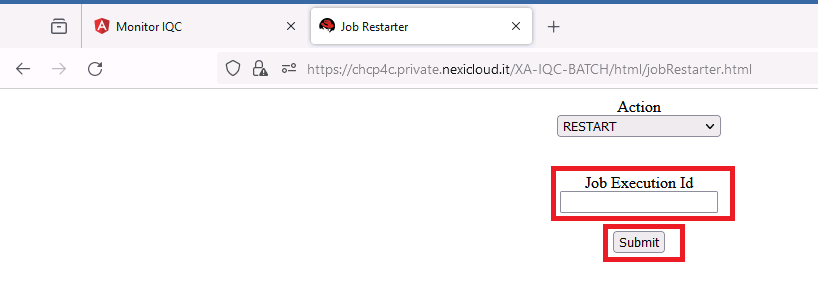 Monitor IQC
Job Restarter
https://chcp4c.private.nexicloud.it/XA-IQC-BATCH/html/jobRestarter.html
Action
RESTART
Job Execution Id
Submit